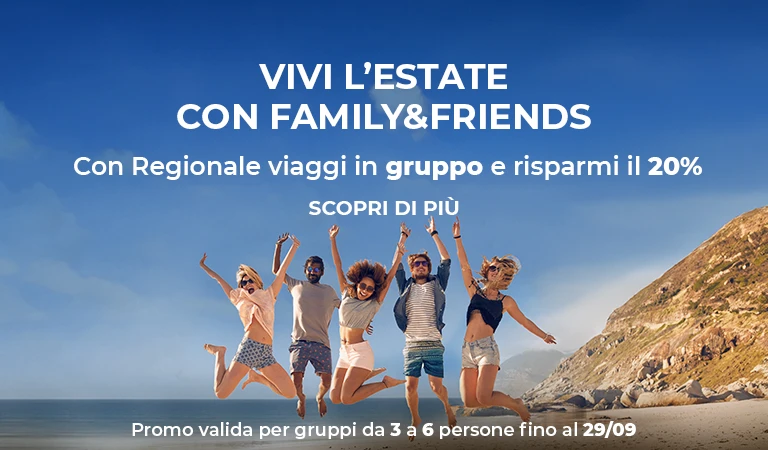 VIVI L’ESTATE
CON FAMILY&FRIENDS
Con Regionale viaggi in gruppo e risparmi il 20%
SCOPRI DI PIÙ
Promo valida per gruppi da 3 a 6 persone fino al 29/09